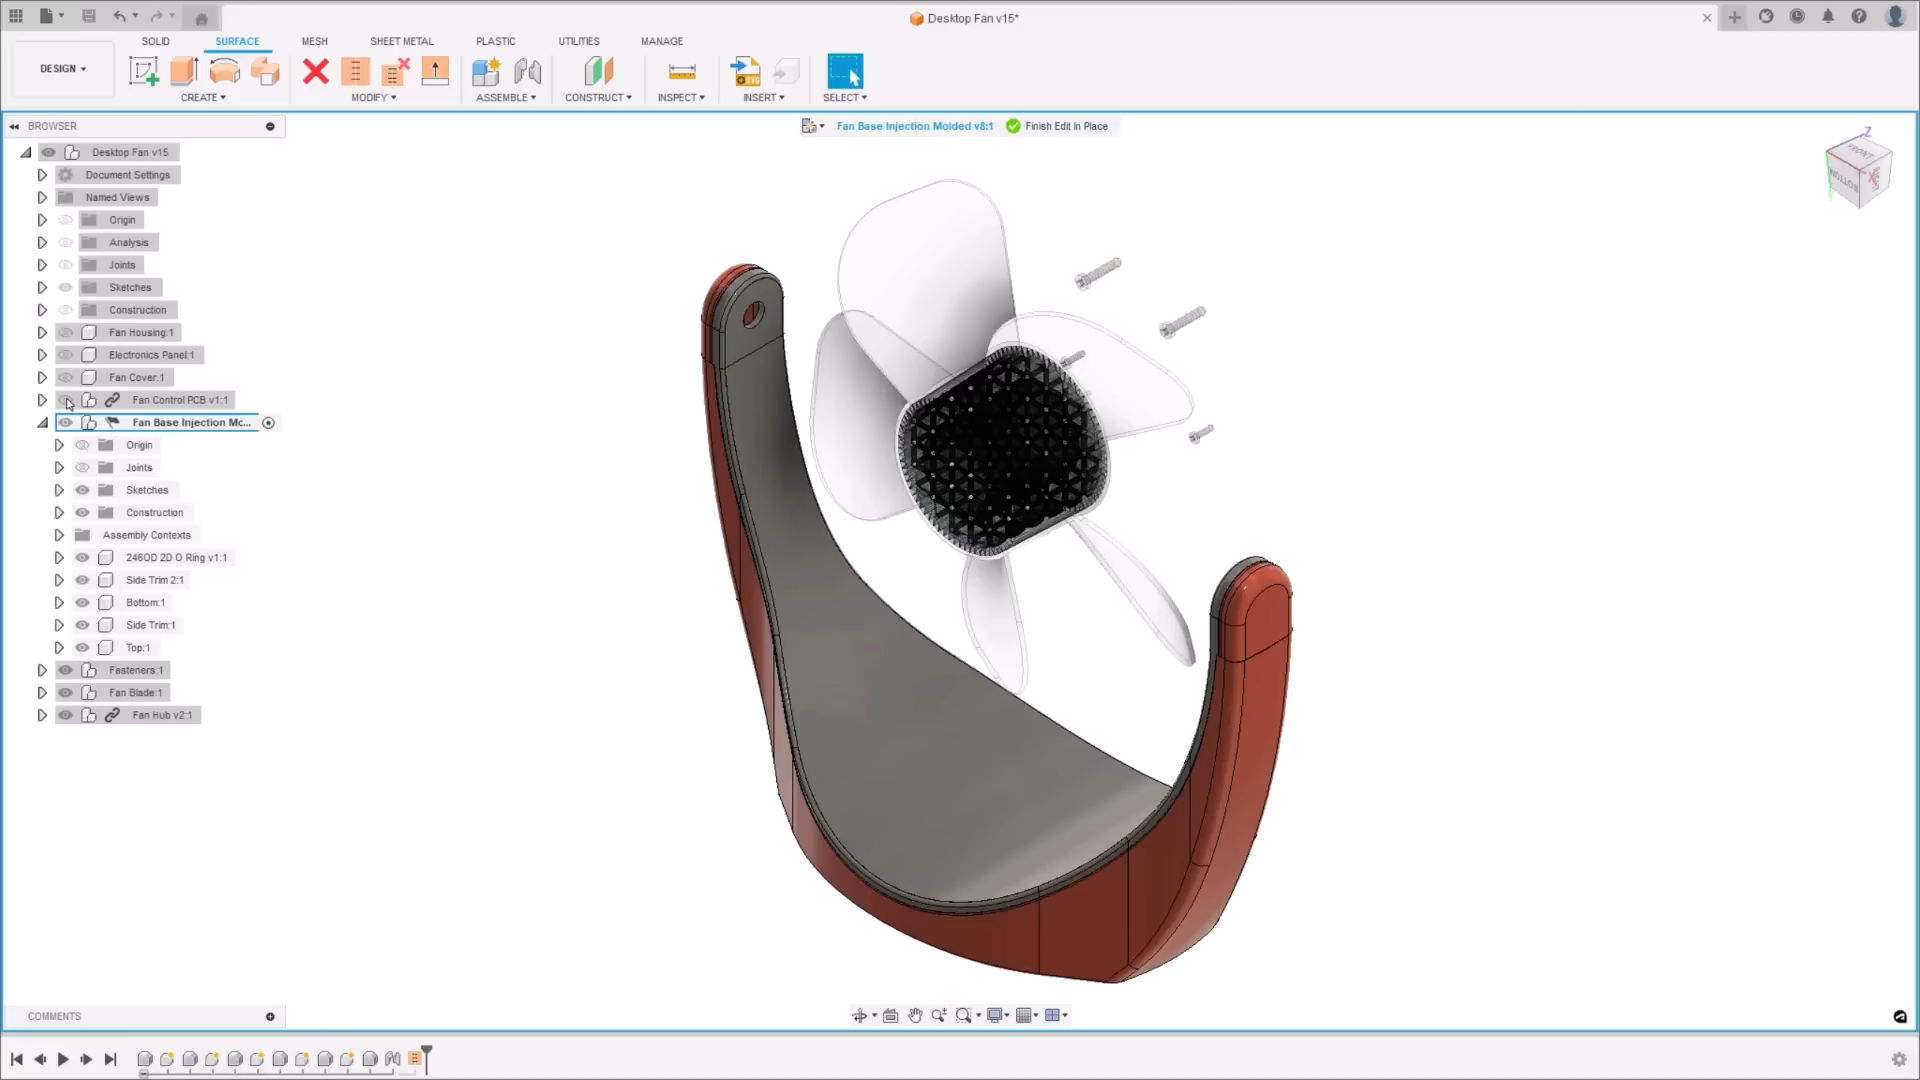 Desktop Fan v15*
DESIGN
SOLID SURFACE MESH SHEET METAL PLASTIC UTILITIES MANAGE
CREATE MODIFY ASSEMBLE CONSTRUCT INSPECT INSERT SELECT
BROWSER
Fan Base Injection Molded v8:1 Finish Edit In Place
Desktop Fan v15
Document Settings
Named Views
Origin
Analysis
Joints
Sketches
Construction
Fan Housing:1
Electronics Panel:1
Fan Cover:1
Fan Control PCB v1:1
Fan Base Injection Mc...
Origin
Joints
Sketches
Construction
Assembly Contexts
246OD 2D O Ring v1:1
Side Trim 2:1
Bottom:1
Side Trim:1
Top:1
Fasteners:1
Fan Blade:1
Fan Hub v2:1
Z
FRONT
X
BOTTOM
COMMENTS